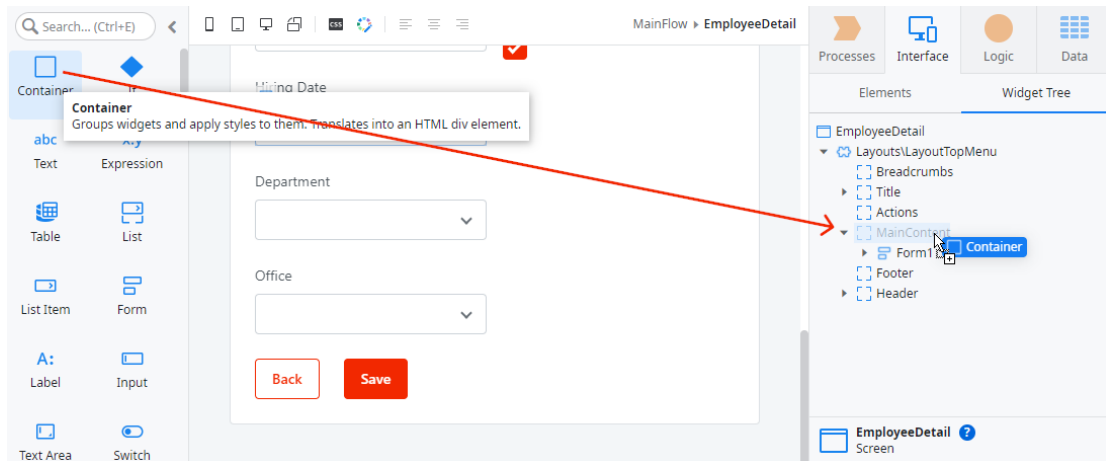 Search... (Ctrl+E)
css
MainFlow ▸ EmployeeDetail
Processes
Interface
Logic
Data
Container
If
Container
Groups widgets and apply styles to them. Translates into an HTML div element.
abc
Text
x.y
Expression
Table
List
List Item
Form
A:
Label
Input
Text Area
Switch
Hiring Date
Department
Office
Back
Save
Elements
Widget Tree
EmployeeDetail
Layouts\LayoutTopMenu
Breadcrumbs
Title
Actions
MainContent
Container
Form1
Footer
Header
EmployeeDetail ?
Screen